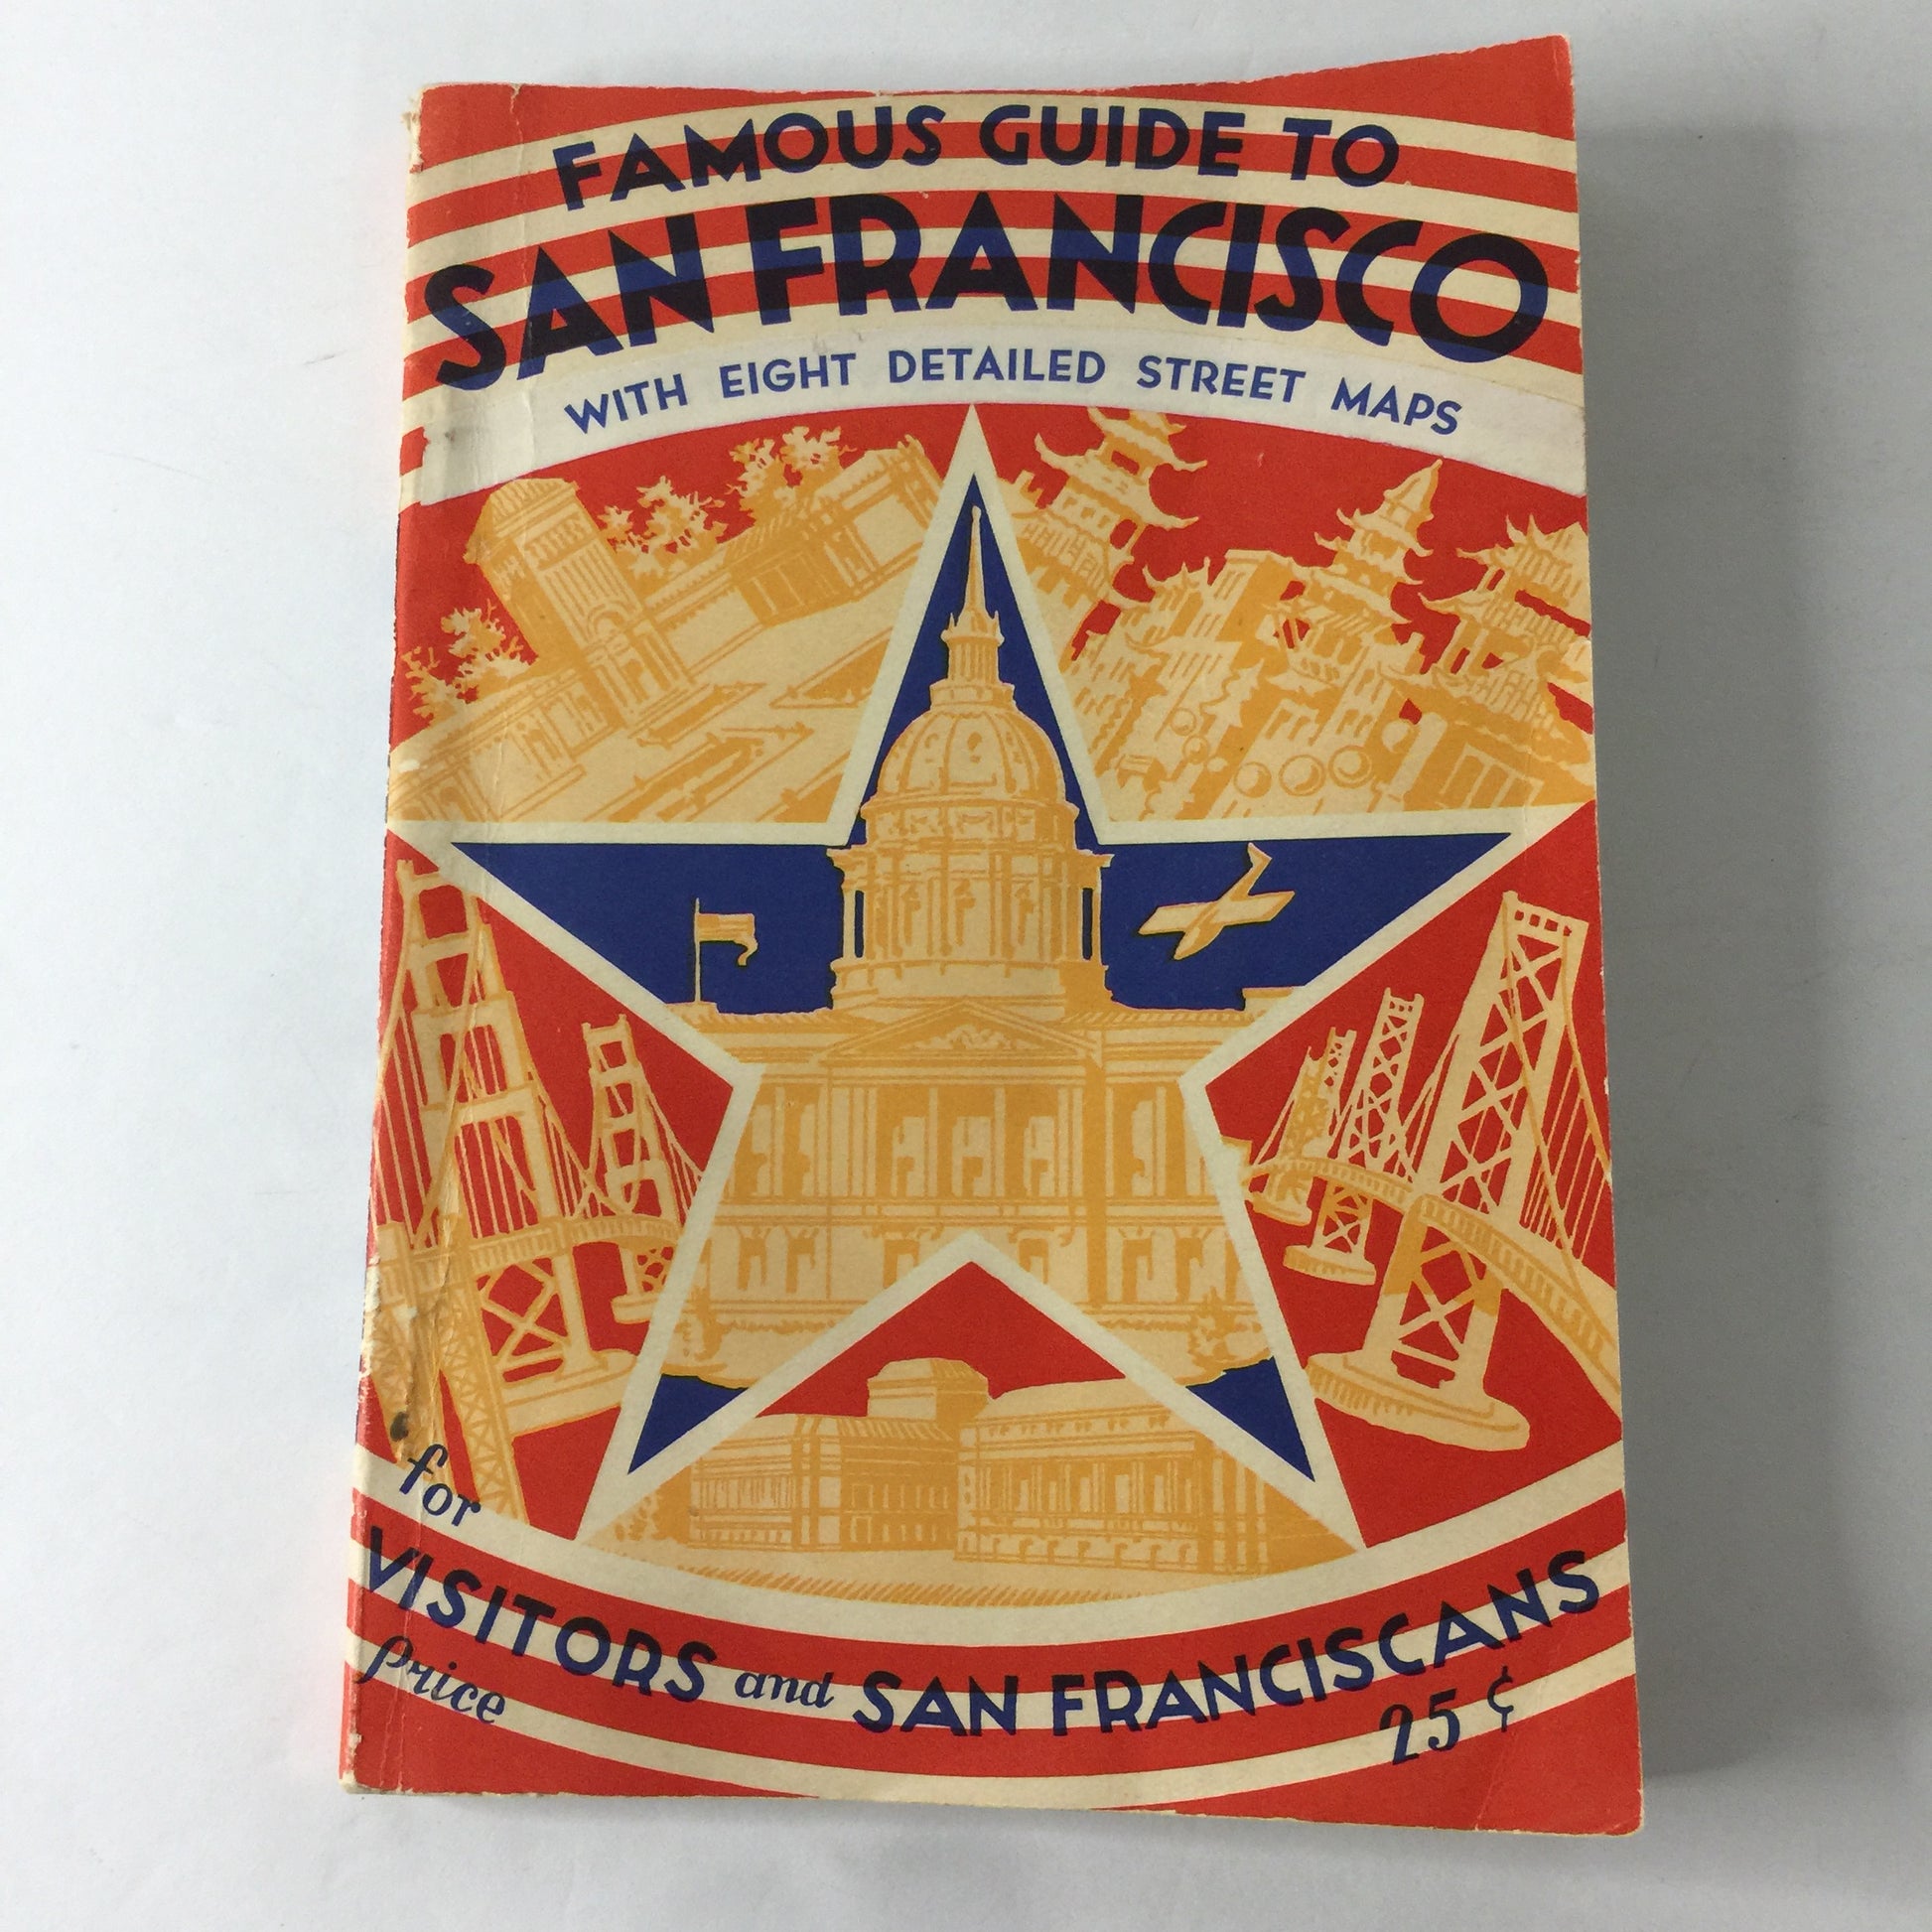 FAMOUS GUIDE TO
SAN FRANCISCO
WITH EIGHT DETAILED STREET MAPS
for
VISITORS and SAN FRANCISCANS
Price 25¢